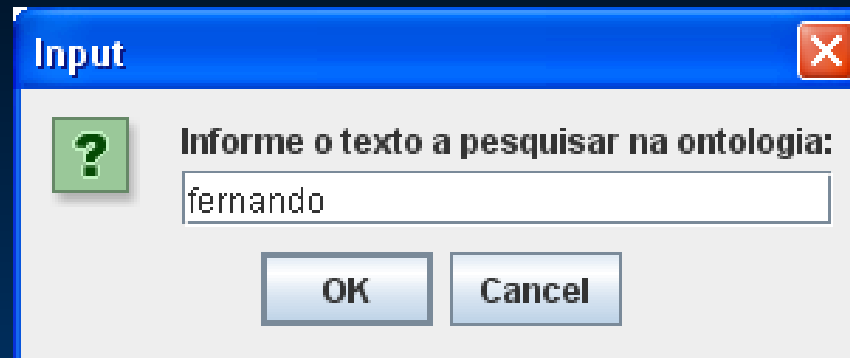 Input
?
Informe o texto a pesquisar na ontologia:
fernando
OK Cancel